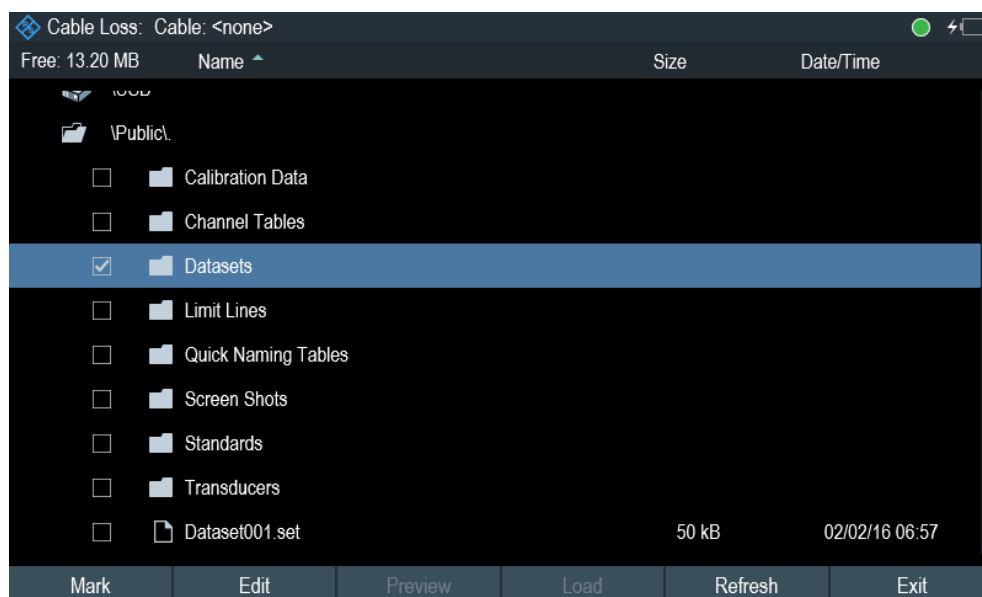 Cable Loss: Cable: <none>
Free: 13.20 MB Name Size Date/Time
\Public\.
Calibration Data
Channel Tables
Datasets
Limit Lines
Quick Naming Tables
Screen Shots
Standards
Transducers
Dataset001.set 50 kB 02/02/16 06:57
Mark Edit Preview Load Refresh Exit